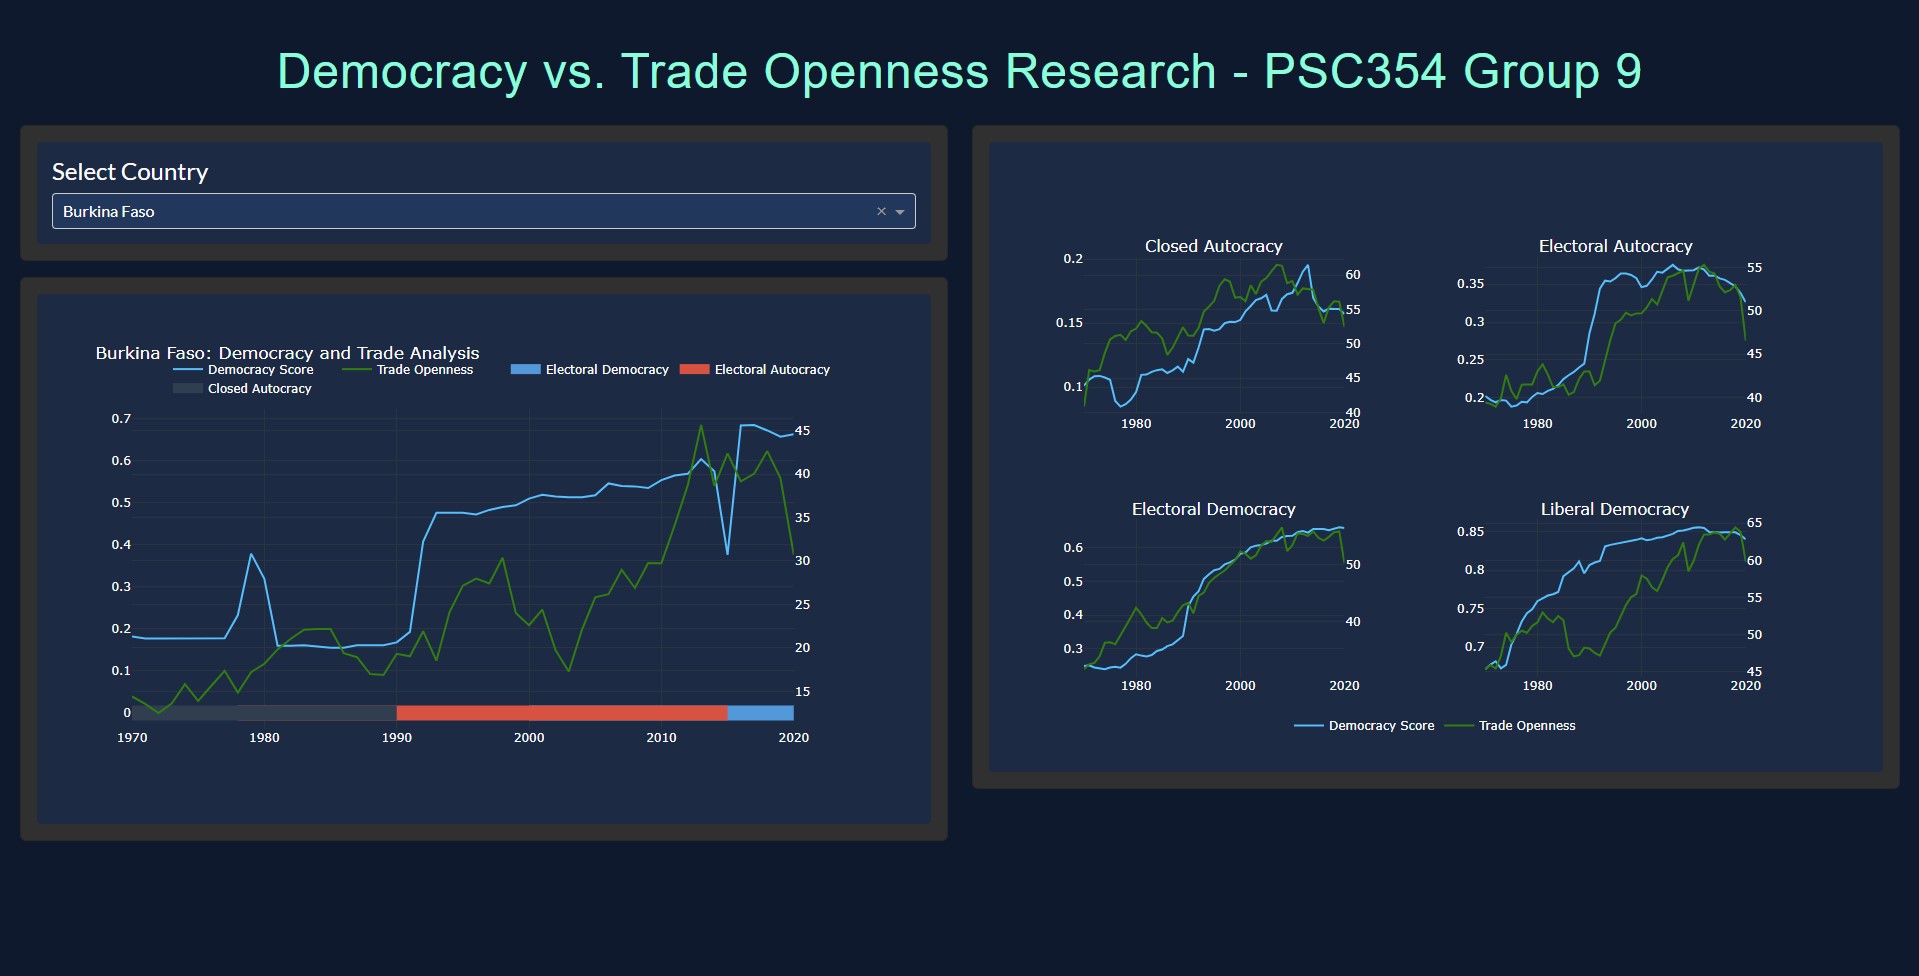 Democracy vs. Trade Openness Research - PSC354 Group 9
Select Country
Burkina Faso × 
Burkina Faso: Democracy and Trade Analysis
Democracy Score Trade Openness Electoral Democracy Electoral Autocracy
Closed Autocracy
0.7
45
0.6
40
0.5
35
0.4
30
0.3
25
0.2
20
0.1
15
0
1970 1980 1990 2000 2010 2020
Closed Autocracy
0.2
60
55
0.15
50
45
0.1
40
1980 2000 2020
Electoral Autocracy
55
0.35
50
0.3
45
0.25
40
0.2
1980 2000 2020
Electoral Democracy
0.6
50
0.5
0.4
40
0.3
1980 2000 2020
Liberal Democracy
65
0.85
60
0.8
55
0.75
50
0.7
45
1980 2000 2020
Democracy Score Trade Openness